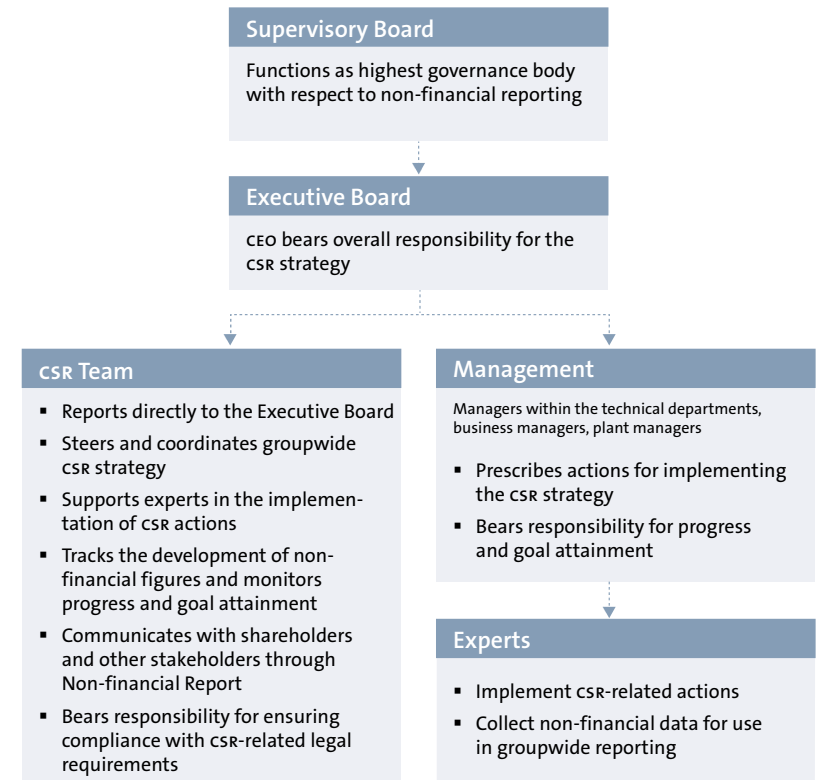 Supervisory Board
Functions as highest governance body
with respect to non-financial reporting
Executive Board
CEO bears overall responsibility for the
CSR strategy
CSR Team
▪ Reports directly to the Executive Board
▪ Steers and coordinates groupwide
CSR strategy
▪ Supports experts in the implemen-
tation of CSR actions
▪ Tracks the development of non-
financial figures and monitors
progress and goal attainment
▪ Communicates with shareholders
and other stakeholders through
Non-financial Report
▪ Bears responsibility for ensuring
compliance with CSR-related legal
requirements
Management
Managers within the technical departments,
business managers, plant managers
▪ Prescribes actions for implementing
the CSR strategy
▪ Bears responsibility for progress
and goal attainment
Experts
▪ Implement CSR-related actions
▪ Collect non-financial data for use
in groupwide reporting